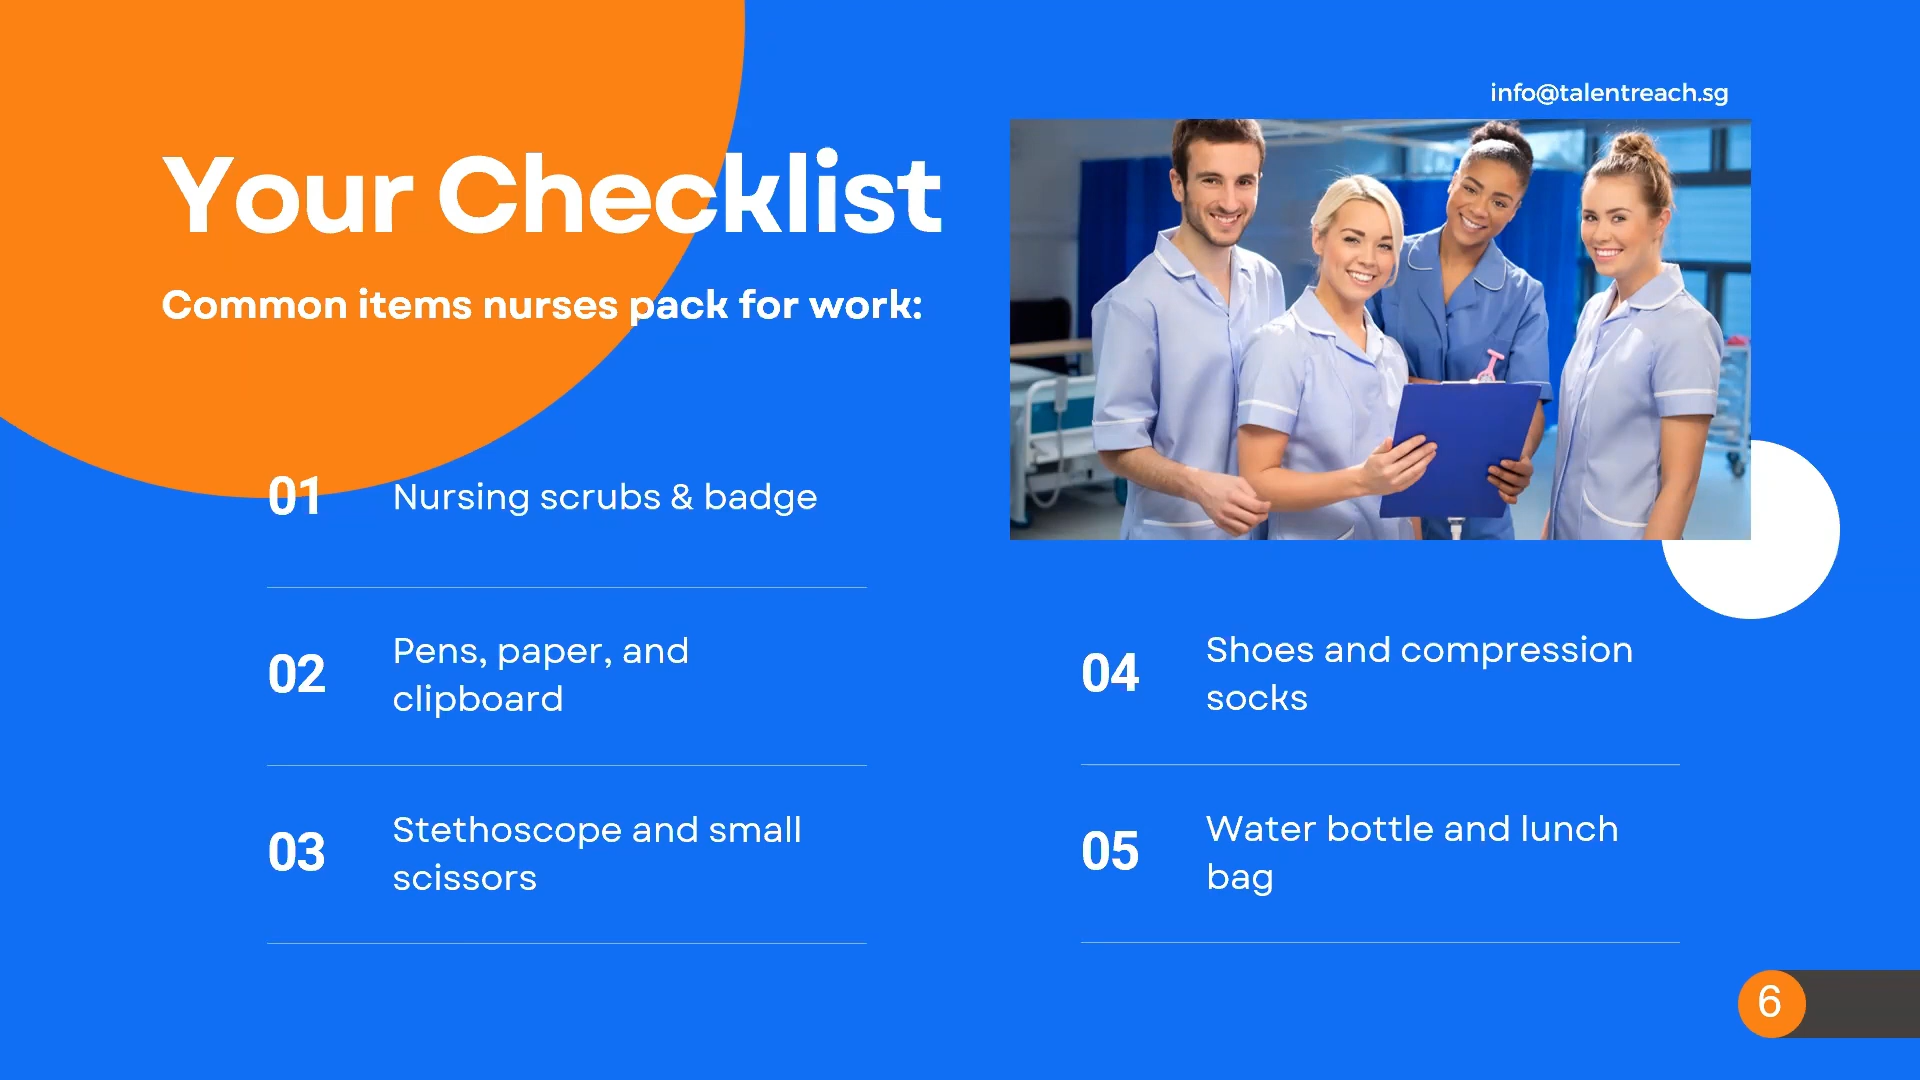 info@talentreach.sg
Your Checklist
Common items nurses pack for work:
01
Nursing scrubs & badge
02
Pens, paper, and
clipboard
03
Stethoscope and small
scissors
04
Shoes and compression
socks
05
Water bottle and lunch
bag
6